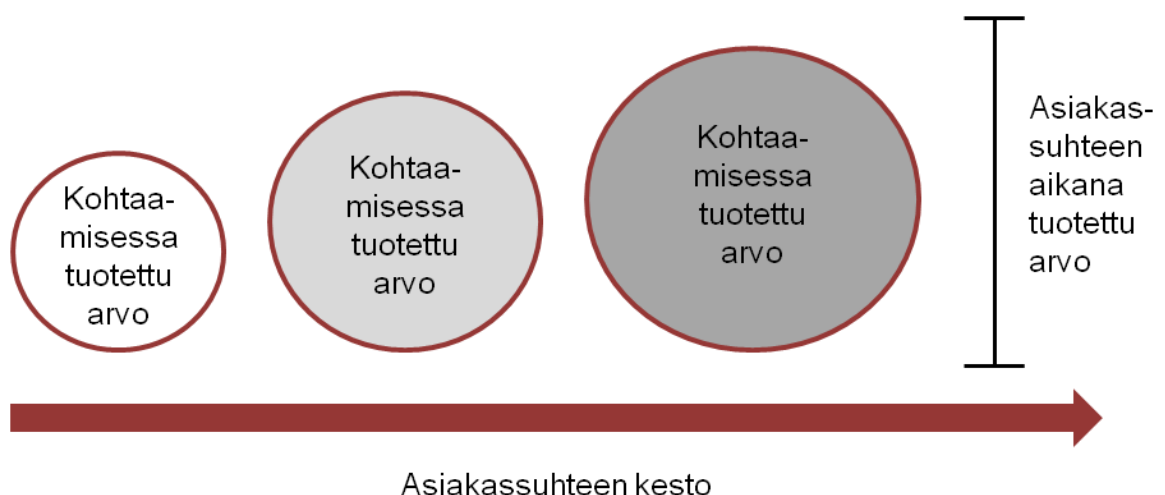 Kohtaa-
misessa
tuotettu
arvo
Kohtaa-
misessa
tuotettu
arvo
Kohtaa-
misessa
tuotettu
arvo
Asiakas-
suhteen
aikana
tuotettu
arvo
Asiakassuhteen kesto